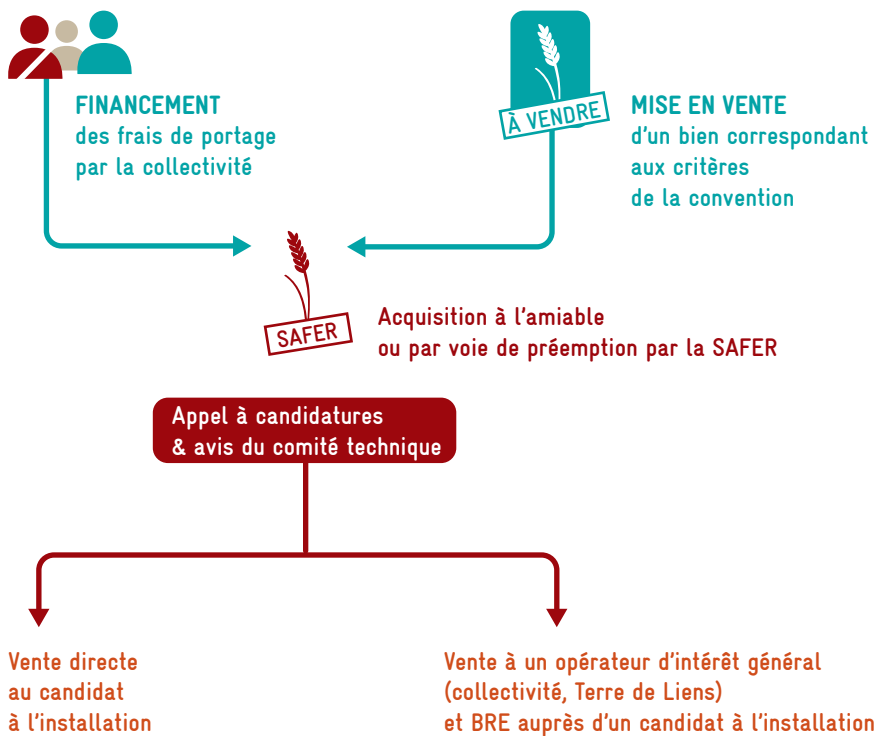 FINANCEMENT
des frais de portage
par la collectivité
À VENDRE
MISE EN VENTE
d'un bien correspondant
aux critères
de la convention
SAFER
Acquisition à l'amiable
ou par voie de préemption par la SAFER
Appel à candidatures
& avis du comité technique
Vente directe
au candidat
à l'installation
Vente à un opérateur d'intérêt général
(collectivité, Terre de Liens)
et BRE auprès d'un candidat à l'installation